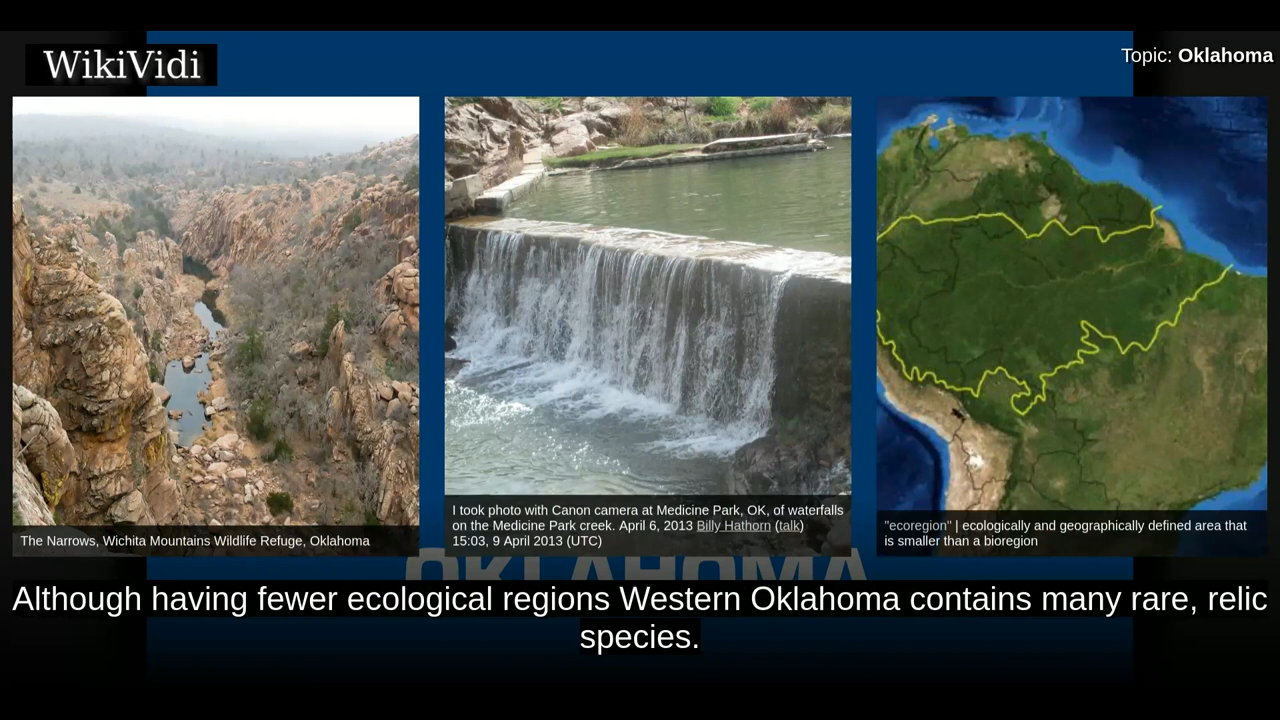 WikiVidi
Topic: Oklahoma
The Narrows, Wichita Mountains Wildlife Refuge, Oklahoma
I took photo with Canon camera at Medicine Park, OK, of waterfalls
on the Medicine Park creek. April 6, 2013 Billy Hathorn (talk)
15:03, 9 April 2013 (UTC)
"ecoregion" | ecologically and geographically defined area that
is smaller than a bioregion
OKLAHOMA
Although having fewer ecological regions Western Oklahoma contains many rare, relic
species.